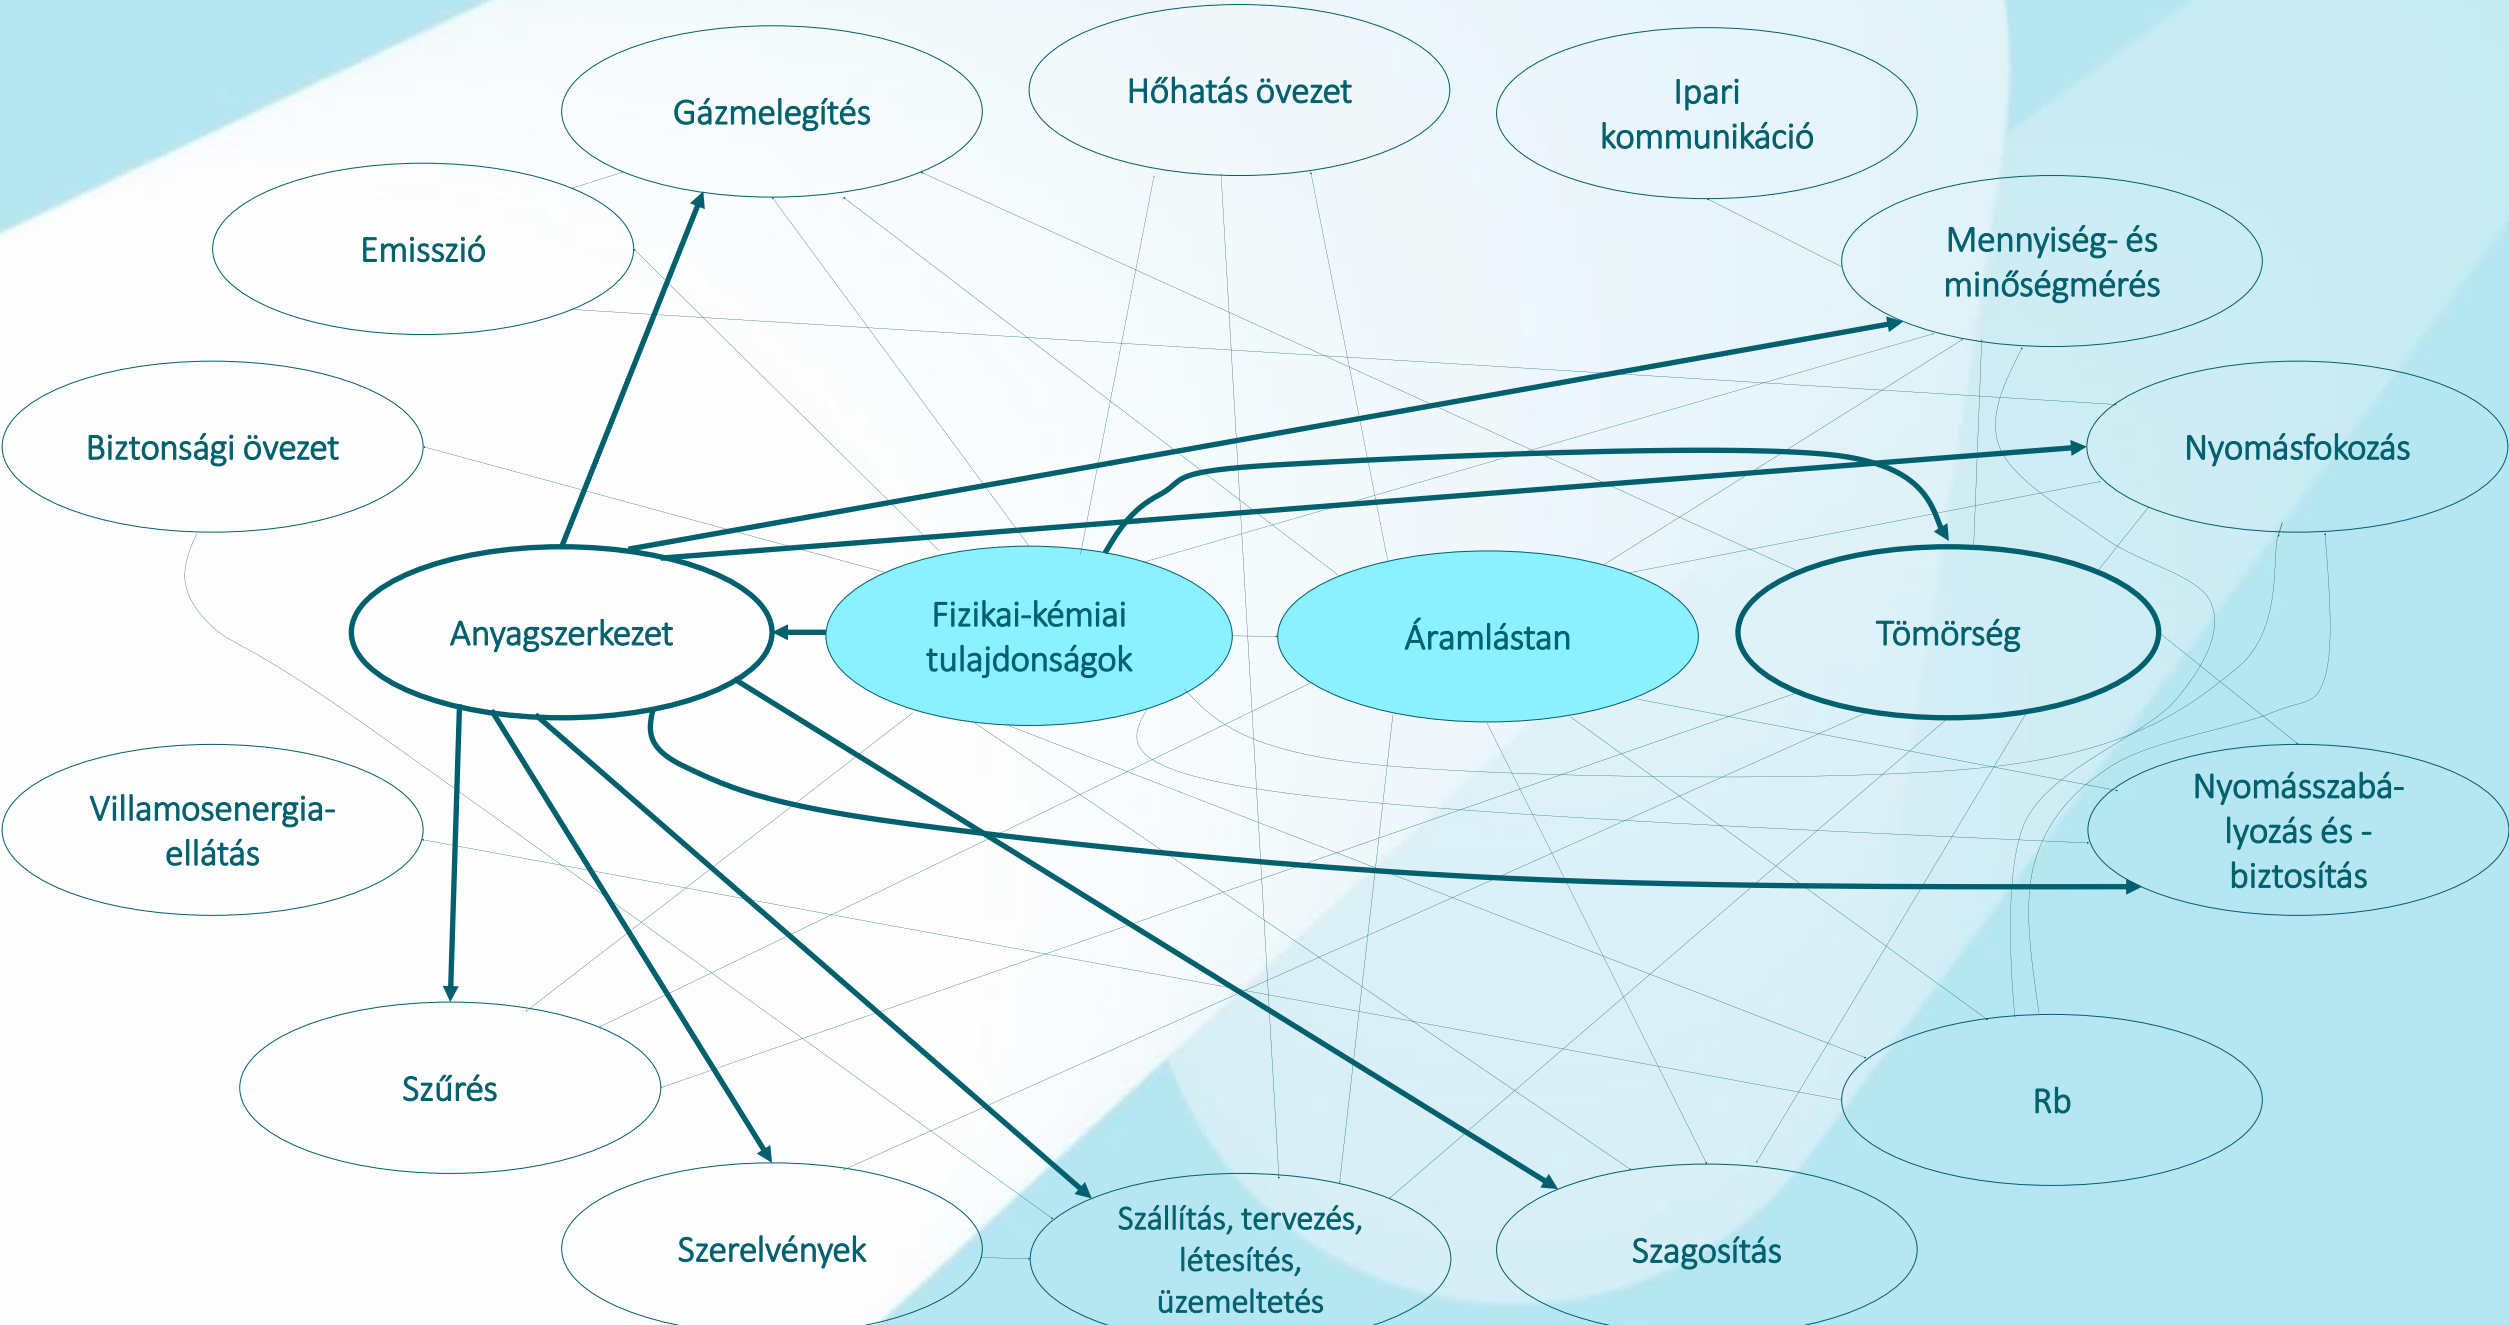 Gázmelegítés
Hőhatás övezet
Ipari
kommunikáció
Emisszió
Mennyiség- és
minőségmérés
Biztonsági övezet
Nyomásfokozás
Anyagszerkezet
Fizikai-kémiai
tulajdonságok
Áramlástan
Tömörség
Villamosenergia-
ellátás
Nyomásszabá-
lyozás és -
biztosítás
Szűrés
Rb
Szerelvények
Szállítás, tervezés,
létesítés,
üzemeltetés
Szagosítás